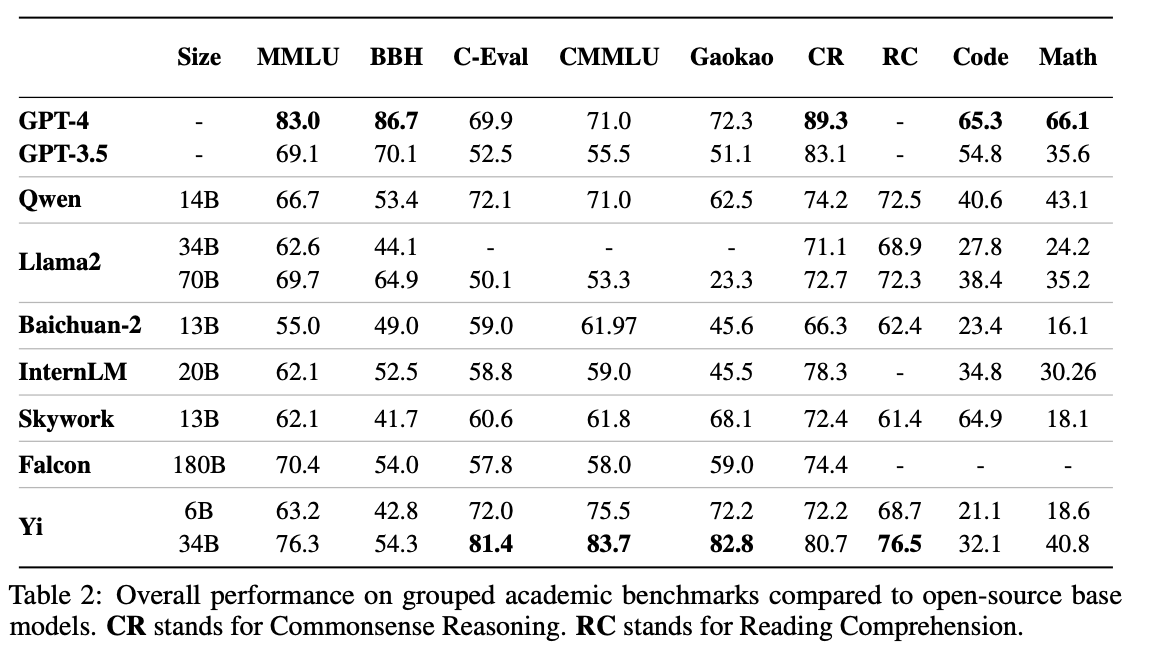 Size MMLU BBH C-Eval CMMLU Gaokao CR RC Code Math
GPT-4 - 83.0 86.7 69.9 71.0 72.3 89.3 - 65.3 66.1
GPT-3.5 - 69.1 70.1 52.5 55.5 51.1 83.1 - 54.8 35.6
Qwen 14B 66.7 53.4 72.1 71.0 62.5 74.2 72.5 40.6 43.1
Llama2
34B 62.6 44.1 - - - 71.1 68.9 27.8 24.2
70B 69.7 64.9 50.1 53.3 23.3 72.7 72.3 38.4 35.2
Baichuan-2 13B 55.0 49.0 59.0 61.97 45.6 66.3 62.4 23.4 16.1
InternLM 20B 62.1 52.5 58.8 59.0 45.5 78.3 - 34.8 30.26
Skywork 13B 62.1 41.7 60.6 61.8 68.1 72.4 61.4 64.9 18.1
Falcon 180B 70.4 54.0 57.8 58.0 59.0 74.4 - - -
Yi
6B 63.2 42.8 72.0 75.5 72.2 72.2 68.7 21.1 18.6
34B 76.3 54.3 81.4 83.7 82.8 80.7 76.5 32.1 40.8
Table 2: Overall performance on grouped academic benchmarks compared to open-source base
models. CR stands for Commonsense Reasoning. RC stands for Reading Comprehension.